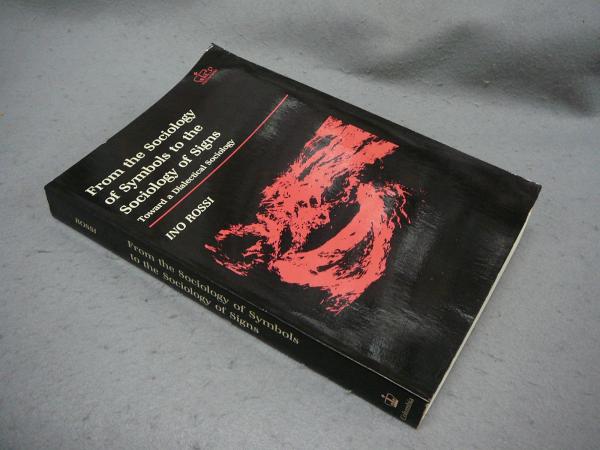 From the Sociology
of Symbols to the
Sociology of Signs
Toward a Dialectical Sociology
INO ROSSI
ROSSI
From the Sociology of Symbols
to the Sociology of Signs
Columbia